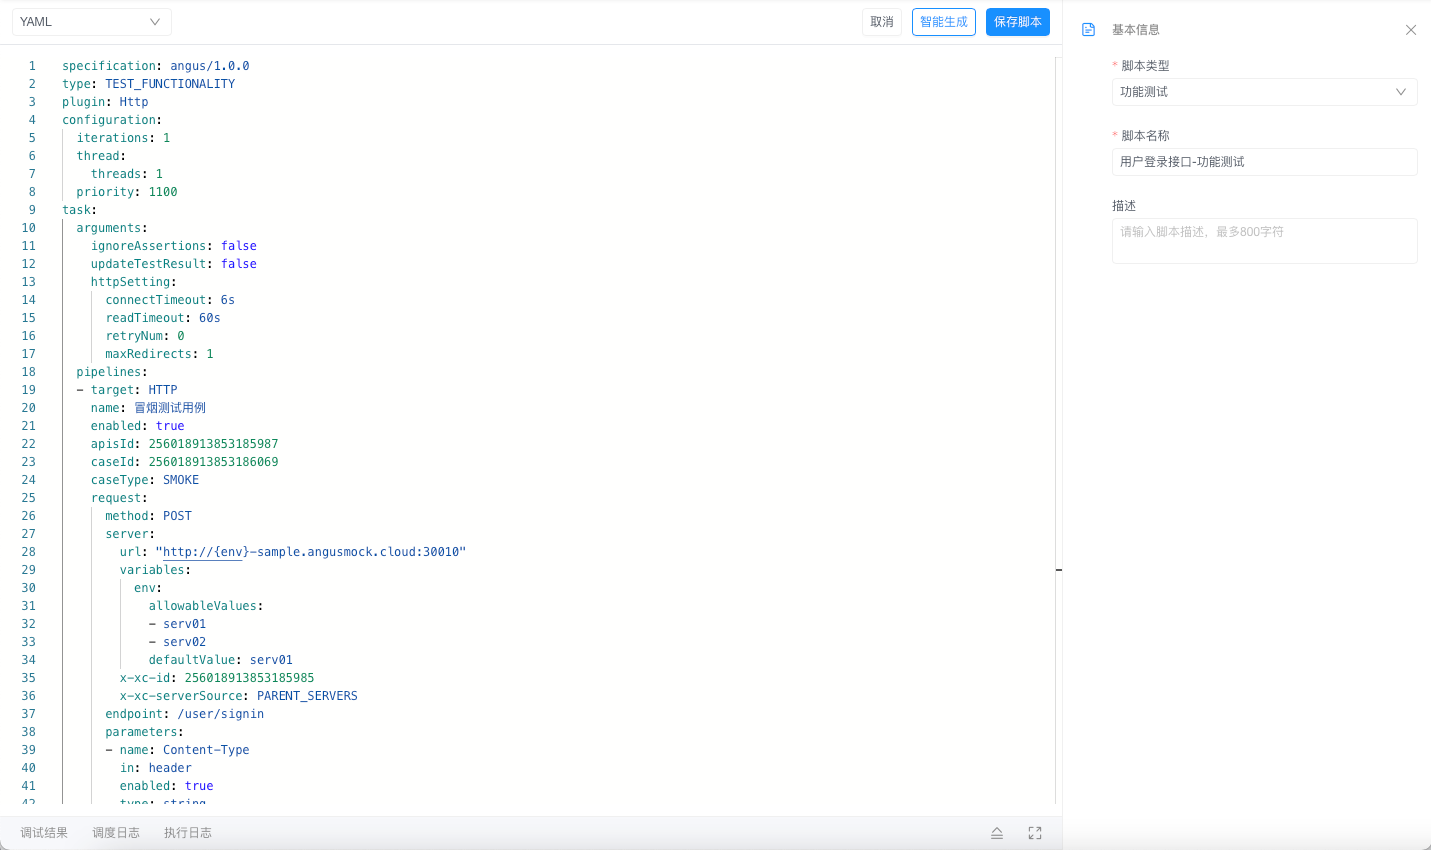 YAML
取消
智能生成
保存脚本
1 specification: angus/1.0.0
2 type: TEST_FUNCTIONALITY
3 plugin: Http
4 configuration:
5 iterations: 1
6 thread:
7 threads: 1
8 priority: 1100
9 task:
10 arguments:
11 ignoreAssertions: false
12 updateTestResult: false
13 httpSetting:
14 connectTimeout: 6s
15 readTimeout: 60s
16 retryNum: 0
17 maxRedirects: 1
18 pipelines:
19 - target: HTTP
20 name: 冒烟测试用例
21 enabled: true
22 apisId: 256018913853185987
23 caseId: 256018913853186069
24 caseType: SMOKE
25 request:
26 method: POST
27 server:
28 url: "http://{env}-sample.angusmock.cloud:30010"
29 variables:
30 env:
31 allowableValues:
32 - serv01
33 - serv02
34 defaultValue: serv01
35 x-xc-id: 256018913853185985
36 x-xc-serverSource: PARENT_SERVERS
37 endpoint: /user/signin
38 parameters:
39 - name: Content-Type
40 in: header
41 enabled: true
42 type: string
调试结果
调度日志
执行日志
基本信息
* 脚本类型
功能测试
* 脚本名称
用户登录接口-功能测试
描述
请输入脚本描述，最多800字符